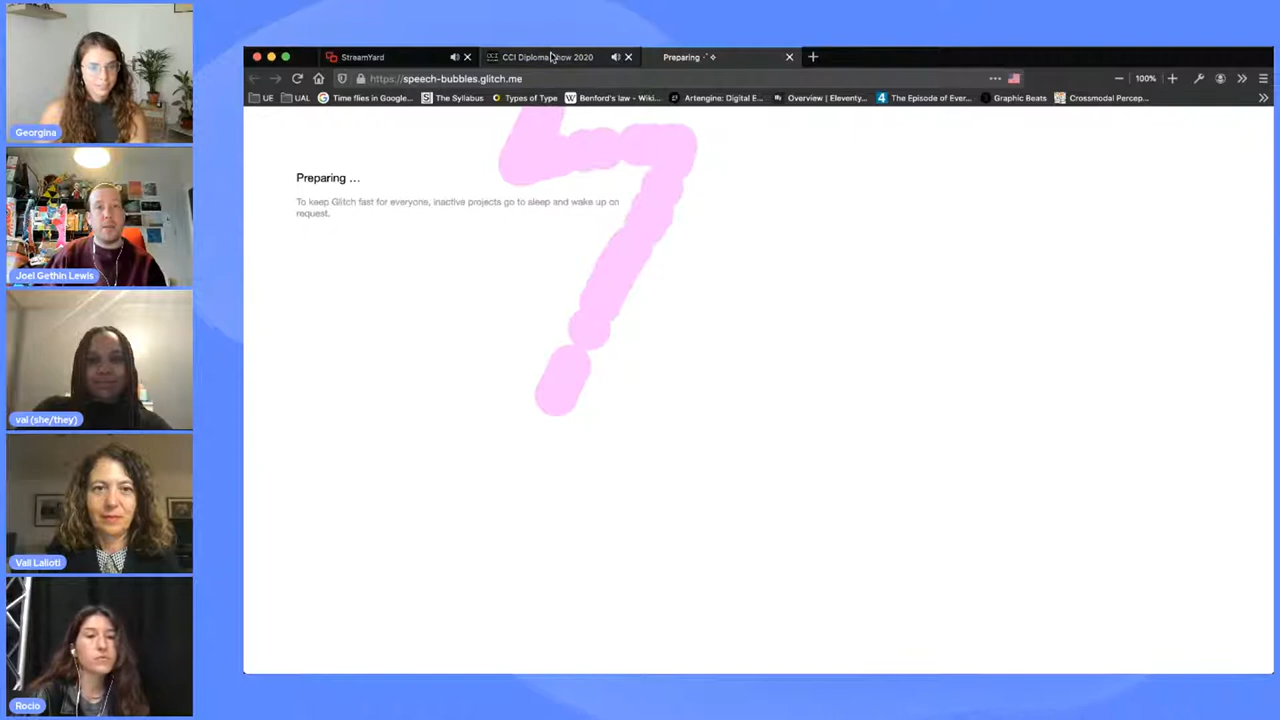 Georgina
Joel Gethin Lewis
val (she/they)
Vali Lalioti
Rocio
StreamYard
CCI Diploma Show 2020
Preparing
https://speech-bubbles.glitch.me
100%
UE
UAL
Time flies in Google...
The Syllabus
Types of Type
Benford's law - Wiki...
Artengine: Digital E...
Overview | Eleventy...
The Episode of Ever...
Graphic Beats
Crossmodal Percep...
Preparing ...
To keep Glitch fast for everyone, inactive projects go to sleep and wake up on
request.